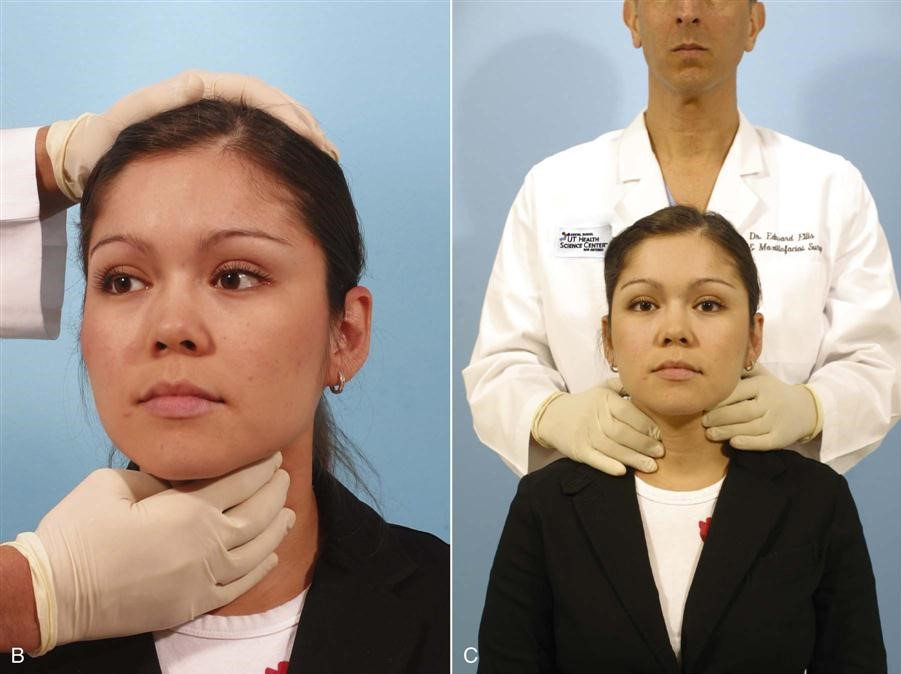 UT HEALTH
SCIENCE CENTER
Dr. Edward Ellis
& Maxillofacial Surg
B
C